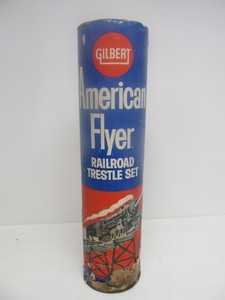 GILBERT
American
Flyer
RAILROAD
TRESTLE SET